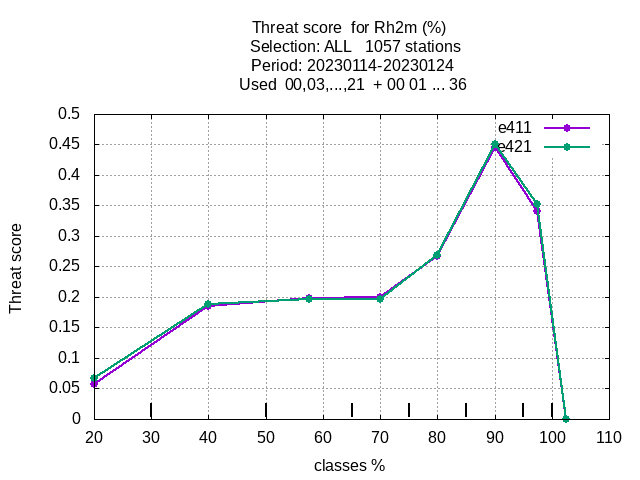 Threat score  for Rh2m (%)
Selection: ALL   1057 stations
Period: 20230114-20230124
Used  00,03,...,21  + 00 01 ... 36
0.5
0.45
0.4
0.35
0.3
0.25
0.2
0.15
0.1
0.05
0
e411
e421
Threat score
20 30 40 50 60 70 80 90 100 110
classes %